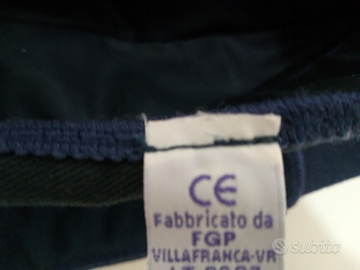 CE
Fabbricato da
FGP
VILLAFRANCA-VR
subito